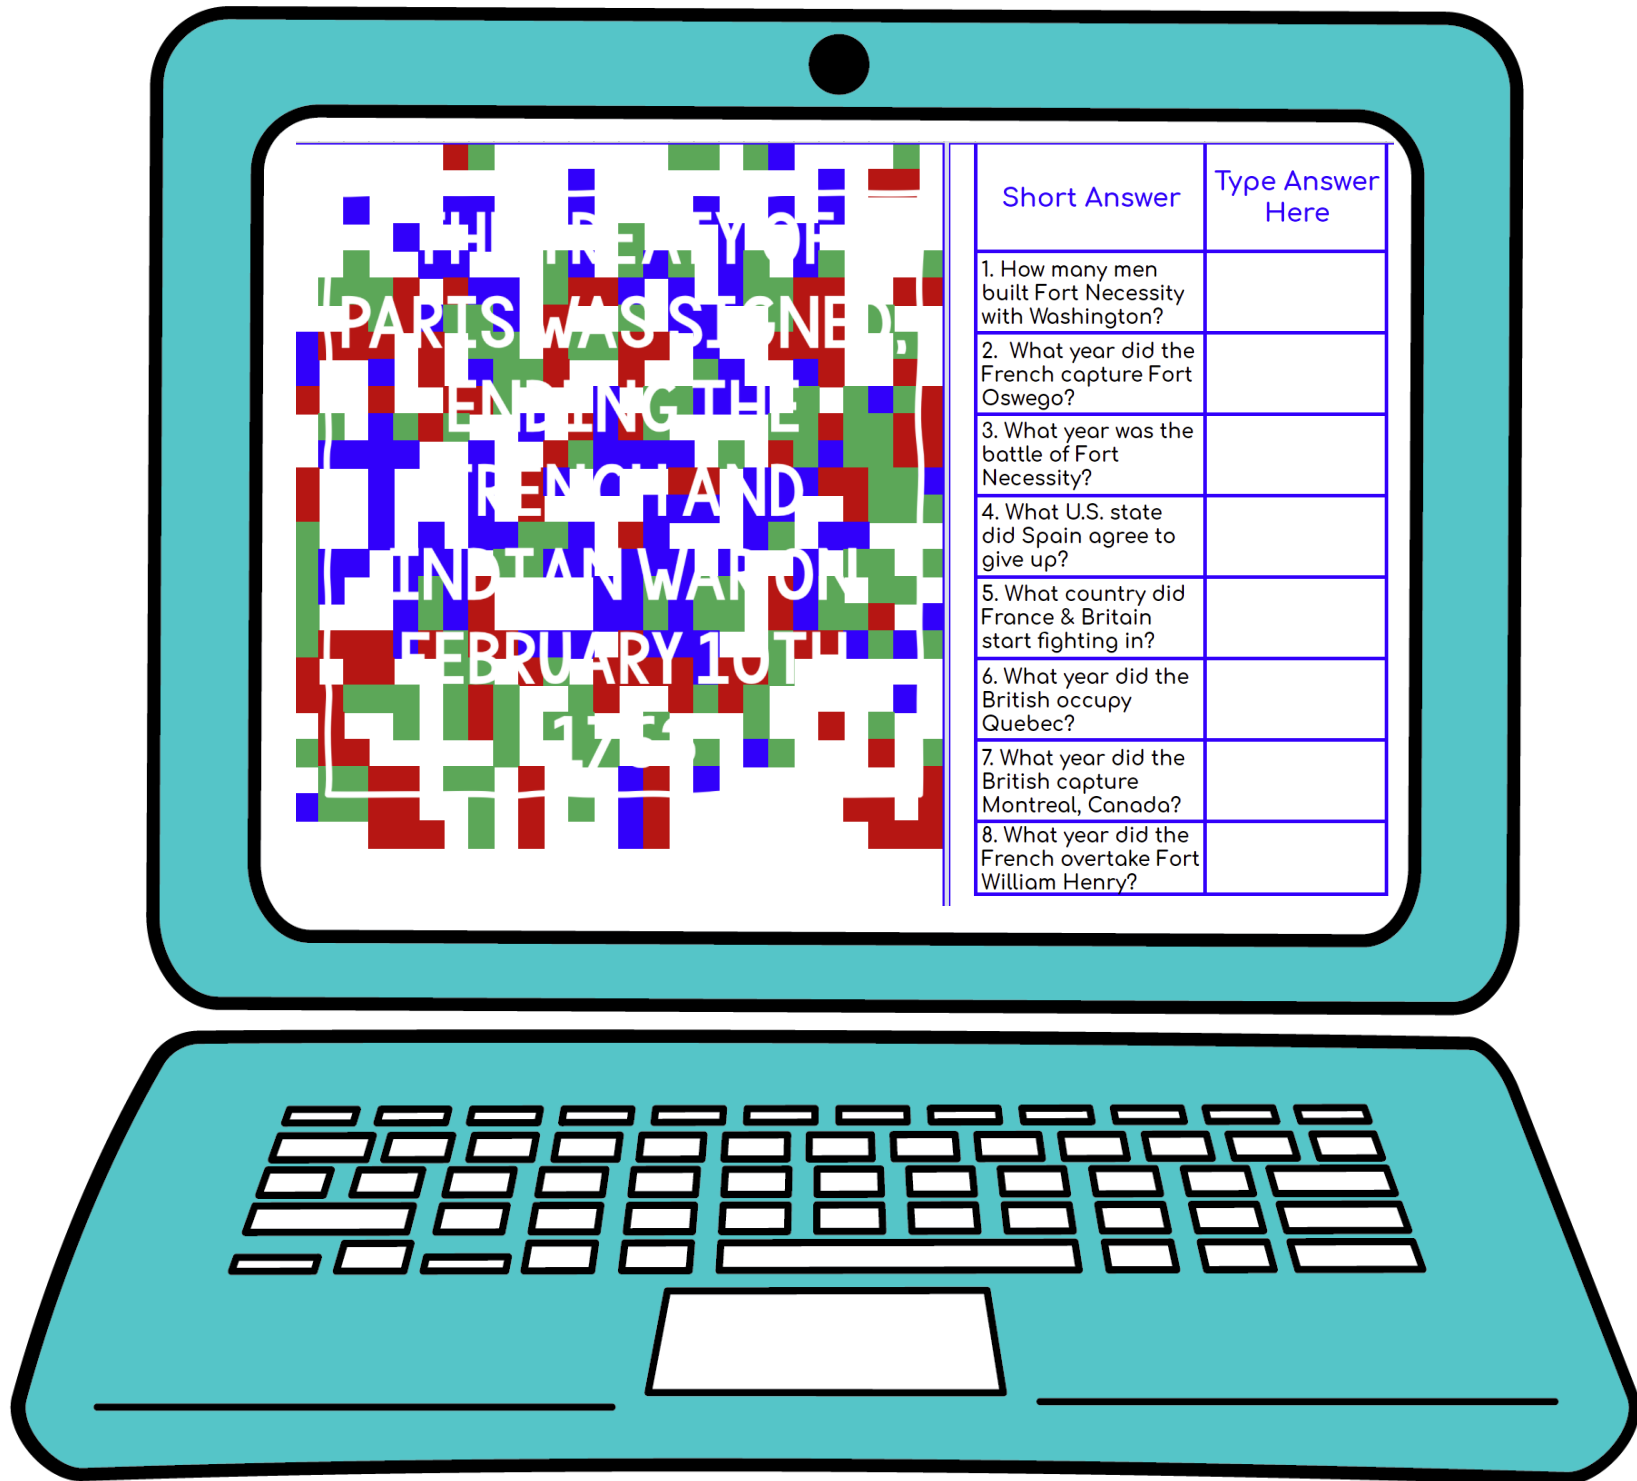 THE TREATY OF
PARIS WAS SIGNED,
ENDING THE
FRENCH AND
INDIAN WAR ON
FEBRUARY 10TH
Short Answer
Type Answer
Here
1. How many men
built Fort Necessity
with Washington?
2. What year did the
French capture Fort
Oswego?
3. What year was the
battle of Fort
Necessity?
4. What U.S. state
did Spain agree to
give up?
5. What country did
France & Britain
start fighting in?
6. What year did the
British occupy
Quebec?
7. What year did the
British capture
Montreal, Canada?
8. What year did the
French overtake Fort
William Henry?